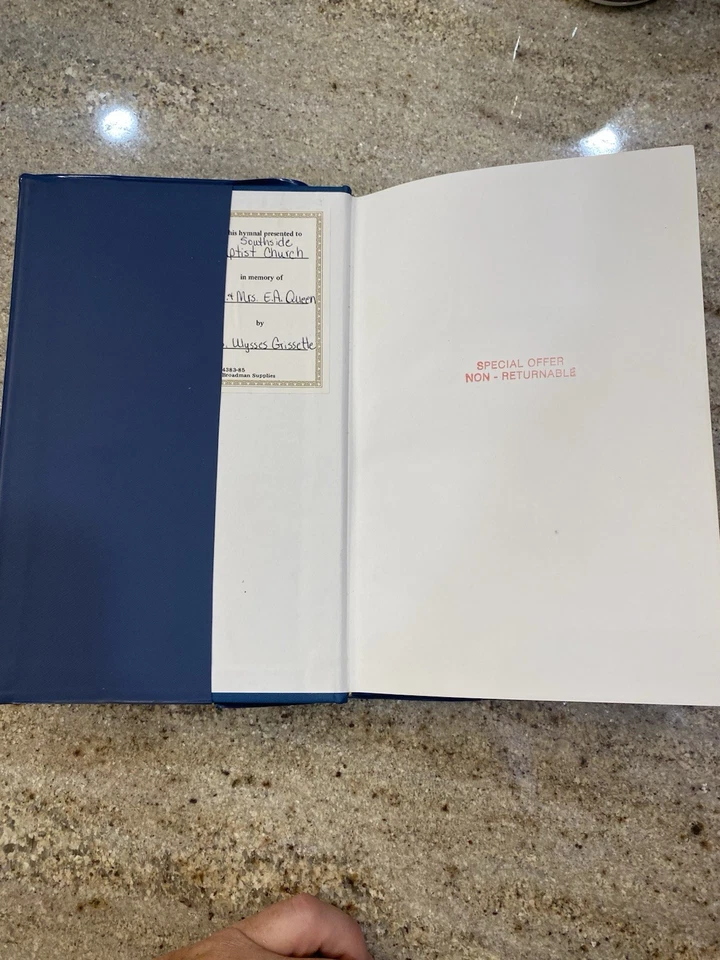 his hymnal presented to
Southside
ptist Church
in memory of
. & Mrs. E.A. Queen
by
. Ulysses Grissette
4383-85
Broadman Supplies
SPECIAL OFFER
NON - RETURNABLE